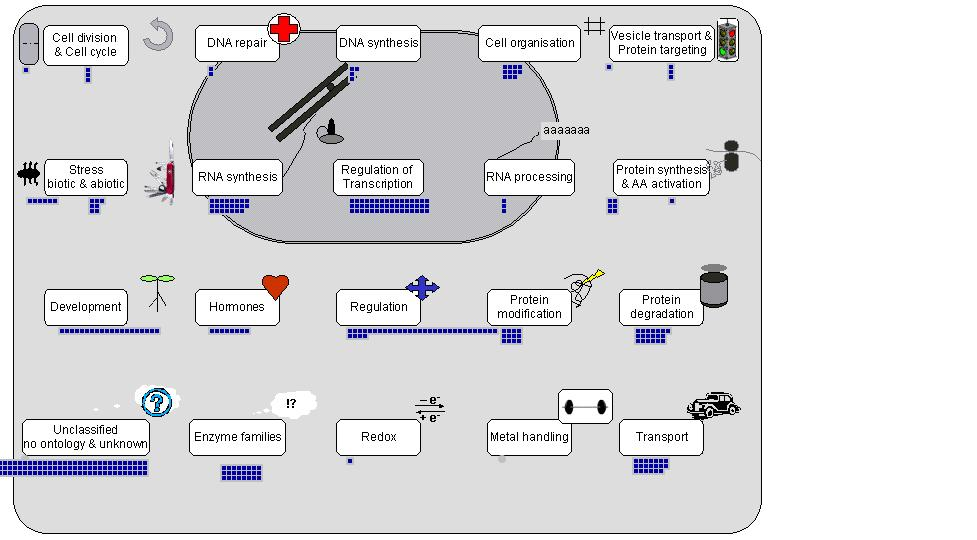 Cell division
& Cell cycle
DNA repair
DNA synthesis
Cell organisation
Vesicle transport &
Protein targeting
aaaaaaa
Stress
biotic & abiotic
RNA synthesis
Regulation of
Transcription
RNA processing
Protein synthesis
& AA activation
Development
Hormones
Regulation
Protein
modification
Protein
degradation
?
!?
– e-
+ e-
Unclassified
no ontology & unknown
Enzyme families
Redox
Metal handling
Transport